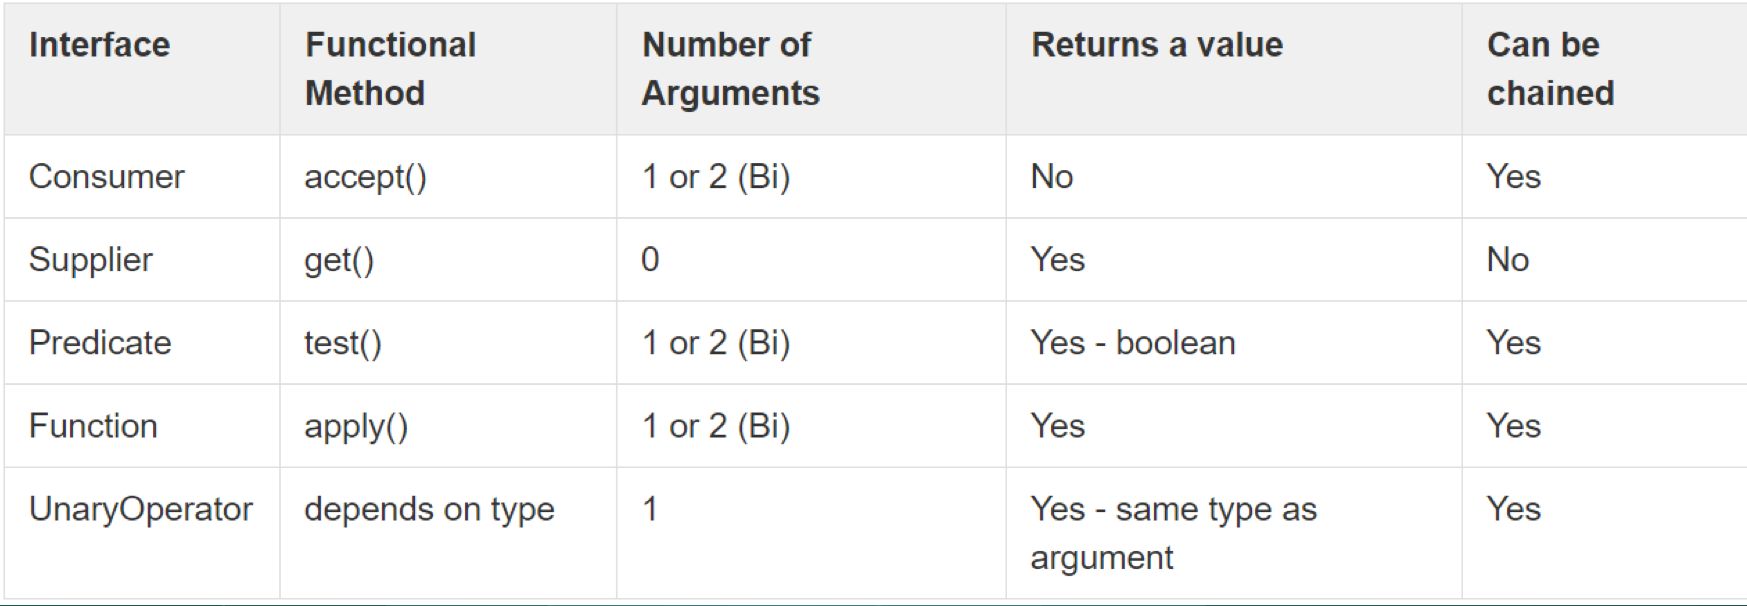 Interface Functional Method Number of Arguments Returns a value Can be chained
Consumer accept() 1 or 2 (Bi) No Yes
Supplier get() 0 Yes No
Predicate test() 1 or 2 (Bi) Yes - boolean Yes
Function apply() 1 or 2 (Bi) Yes Yes
UnaryOperator depends on type 1 Yes - same type as argument Yes